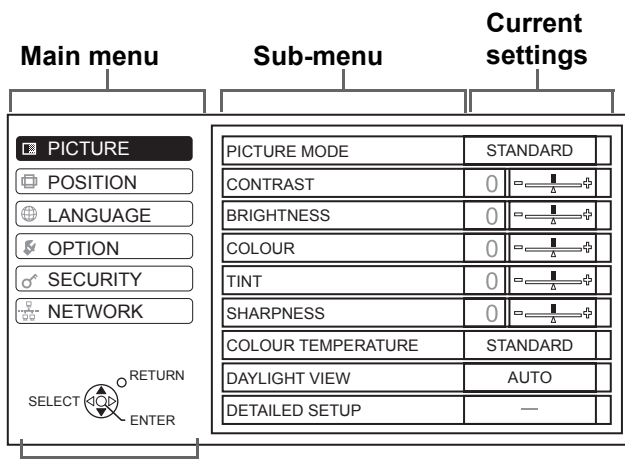 Main menu
Sub-menu
Current
settings
PICTURE
POSITION
LANGUAGE
OPTION
SECURITY
NETWORK
RETURN
SELECT
ENTER
PICTURE MODE STANDARD
CONTRAST 0
BRIGHTNESS 0
COLOUR 0
TINT 0
SHARPNESS 0
COLOUR TEMPERATURE STANDARD
DAYLIGHT VIEW AUTO
DETAILED SETUP —